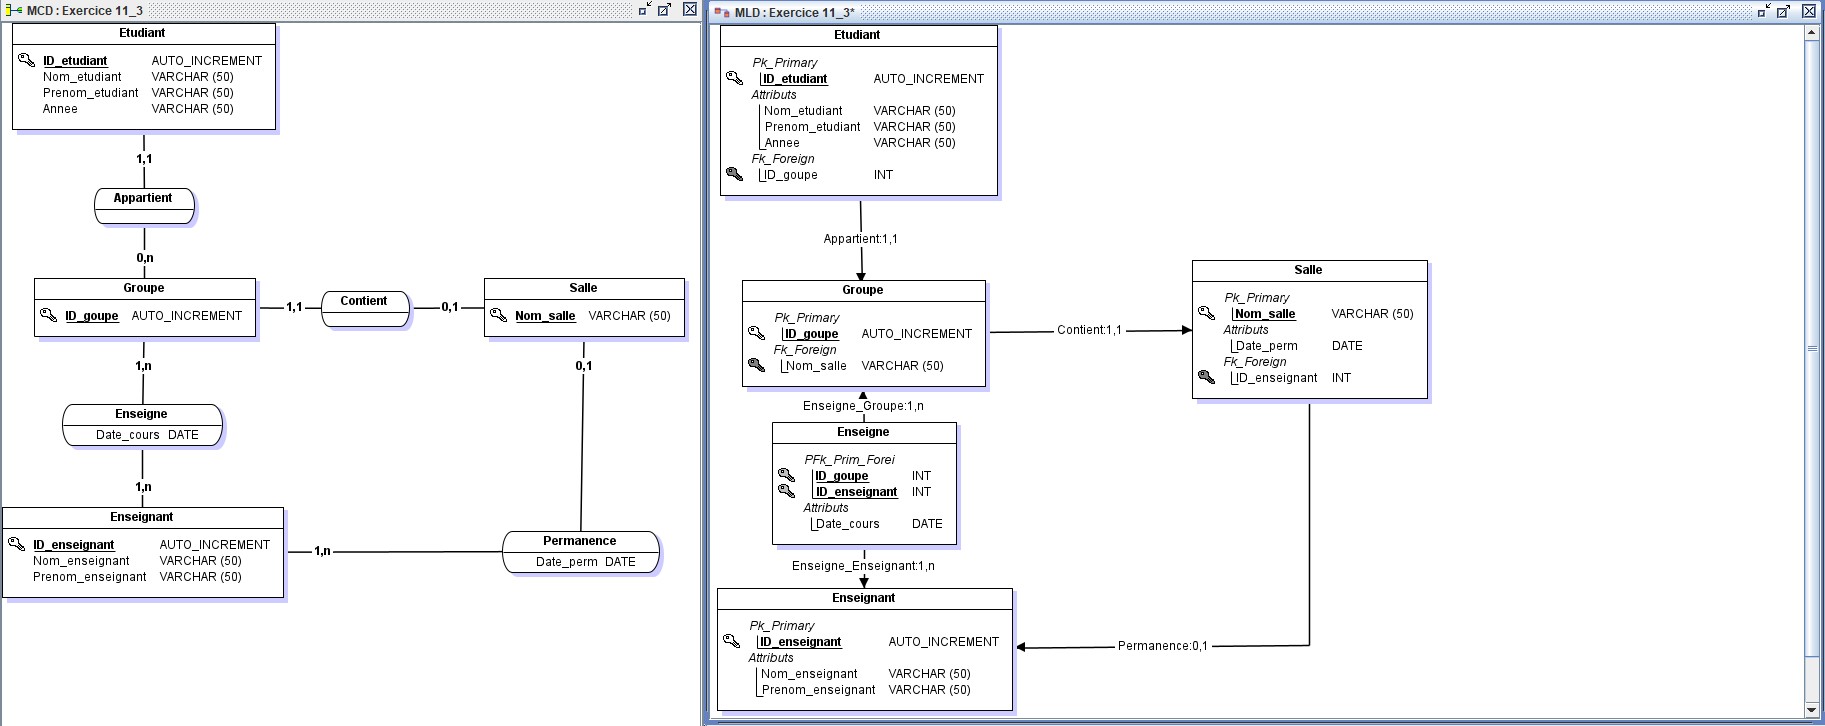 MCD : Exercice 11_3
Etudiant
ID_etudiant AUTO_INCREMENT
Nom_etudiant VARCHAR (50)
Prenom_etudiant VARCHAR (50)
Annee VARCHAR (50)
1,1
Appartient
0,n
Groupe
ID_goupe AUTO_INCREMENT
1,1
Contient
0,1
Salle
Nom_salle VARCHAR (50)
1,n
0,1
Enseigne
Date_cours DATE
1,n
Enseignant
ID_enseignant AUTO_INCREMENT
Nom_enseignant VARCHAR (50)
Prenom_enseignant VARCHAR (50)
1,n
Permanence
Date_perm DATE
MLD : Exercice 11_3*
Etudiant
Pk_Primary
ID_etudiant AUTO_INCREMENT
Attributs
Nom_etudiant VARCHAR (50)
Prenom_etudiant VARCHAR (50)
Annee VARCHAR (50)
Fk_Foreign
ID_goupe INT
Appartient:1,1
Groupe
Pk_Primary
ID_goupe AUTO_INCREMENT
Fk_Foreign
Nom_salle VARCHAR (50)
Contient:1,1
Salle
Pk_Primary
Nom_salle VARCHAR (50)
Attributs
Date_perm DATE
Fk_Foreign
ID_enseignant INT
Enseigne_Groupe:1,n
Enseigne
PFk_Prim_Forei
ID_goupe INT
ID_enseignant INT
Attributs
Date_cours DATE
Enseigne_Enseignant:1,n
Enseignant
Pk_Primary
ID_enseignant AUTO_INCREMENT
Attributs
Nom_enseignant VARCHAR (50)
Prenom_enseignant VARCHAR (50)
Permanence:0,1